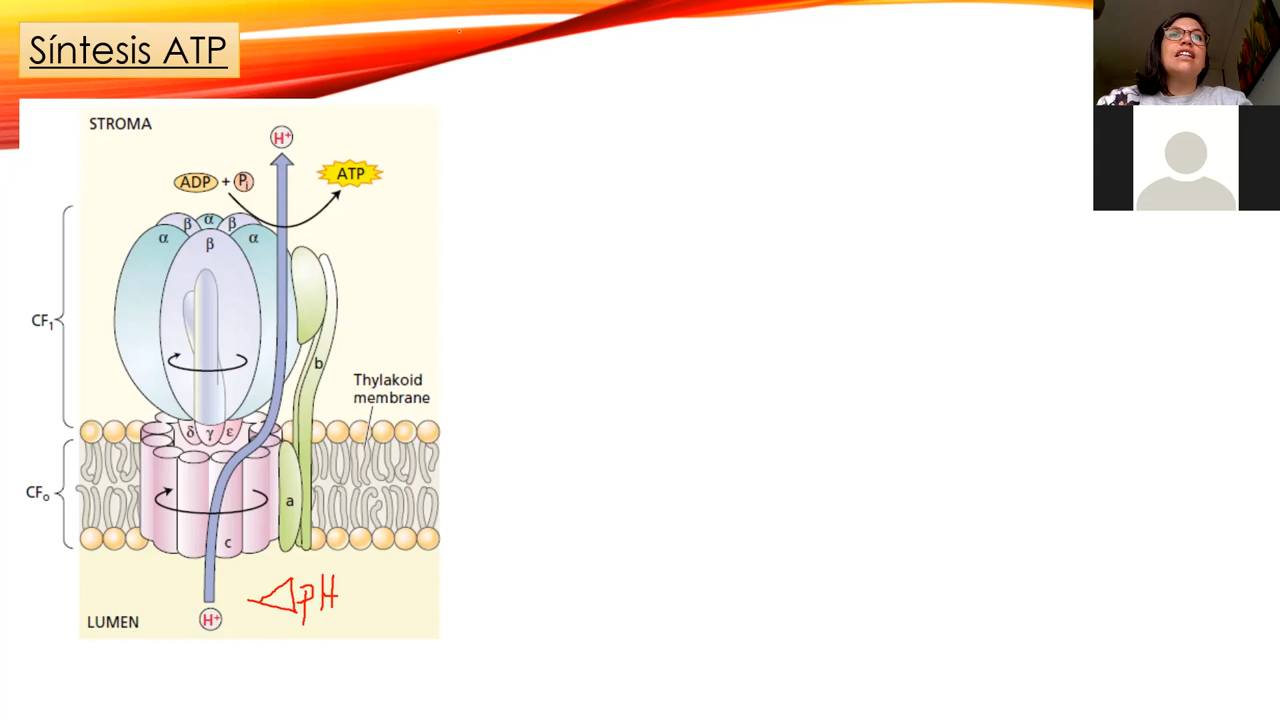 Síntesis ATP
STROMA
H⁺
ADP + Pᵢ
ATP
β α β
α β α
CF₁
b
Thylakoid
membrane
δ γ ε
CFₒ
a
c
ΔpH
H⁺
LUMEN